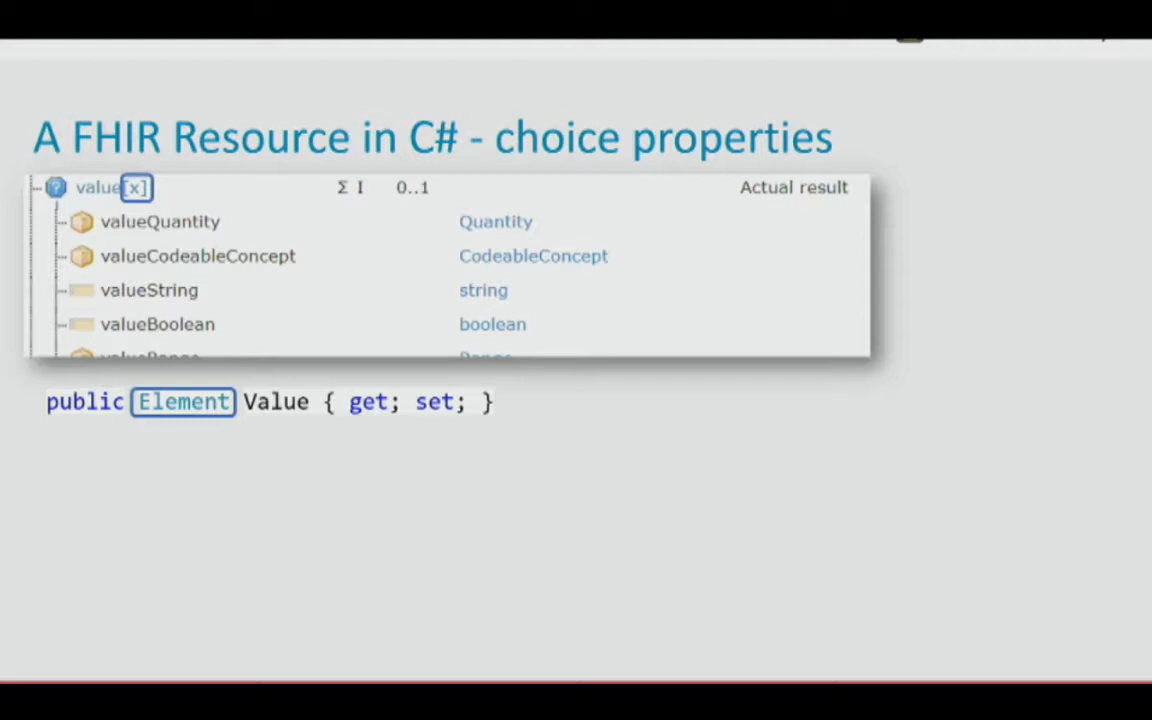 A FHIR Resource in C# - choice properties
value[x] Σ I 0..1 Actual result
valueQuantity Quantity
valueCodeableConcept CodeableConcept
valueString string
valueBoolean boolean
public Element Value { get; set; }